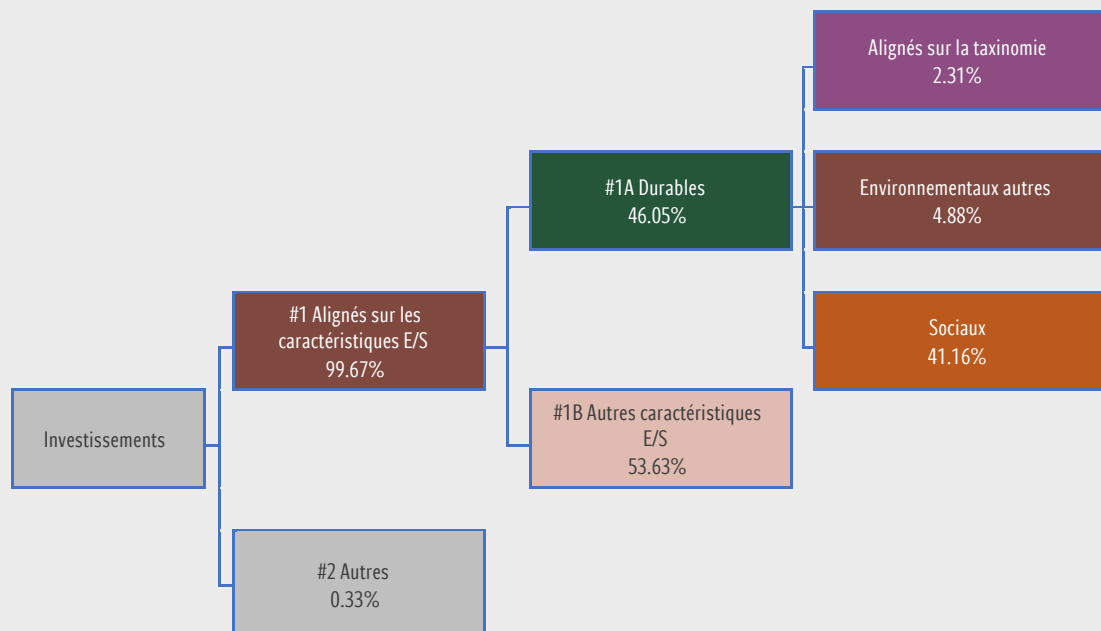 Alignés sur la taxinomie
2.31%
#1A Durables
46.05%
Environnementaux autres
4.88%
#1 Alignés sur les
caractéristiques E/S
99.67%
Sociaux
41.16%
Investissements
#1B Autres caractéristiques
E/S
53.63%
#2 Autres
0.33%